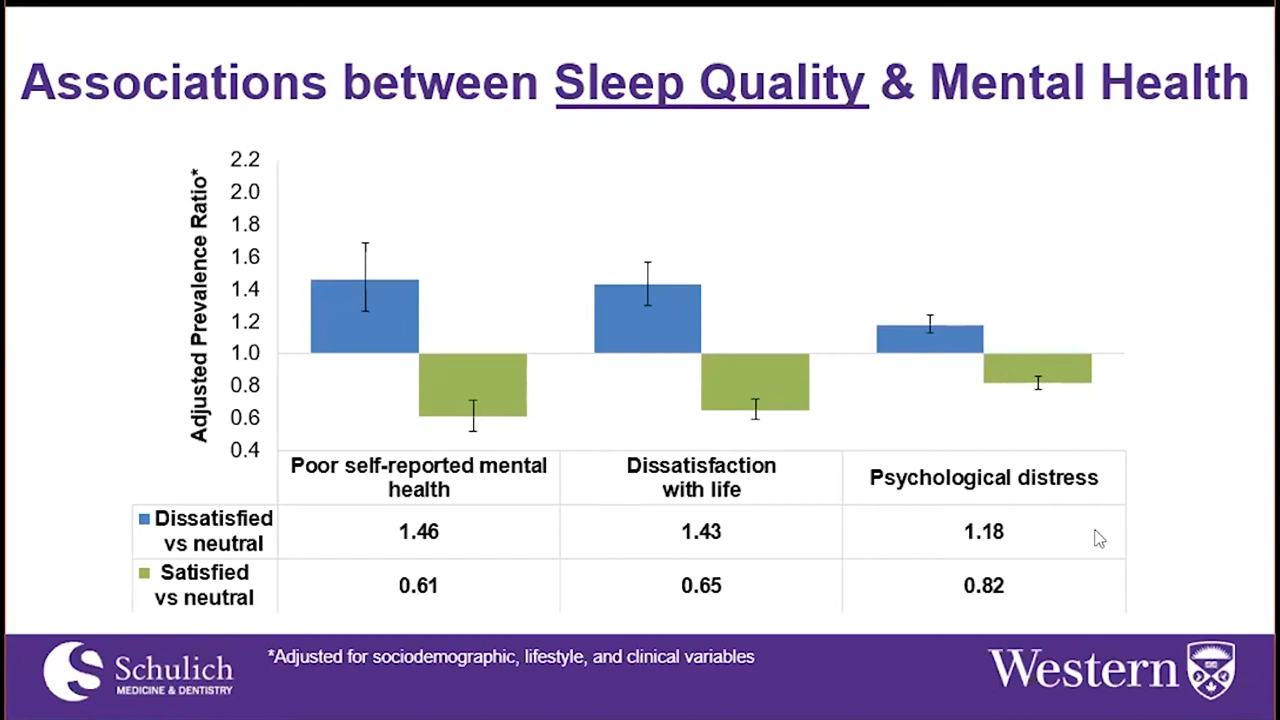 Associations between Sleep Quality & Mental Health
Adjusted Prevalence Ratio*
2.2
2.0
1.8
1.6
1.4
1.2
1.0
0.8
0.6
0.4
Poor self-reported mental
health
Dissatisfaction
with life
Psychological distress
Dissatisfied
vs neutral
1.46
1.43
1.18
Satisfied
vs neutral
0.61
0.65
0.82
*Adjusted for sociodemographic, lifestyle, and clinical variables
Schulich
MEDICINE & DENTISTRY
Western